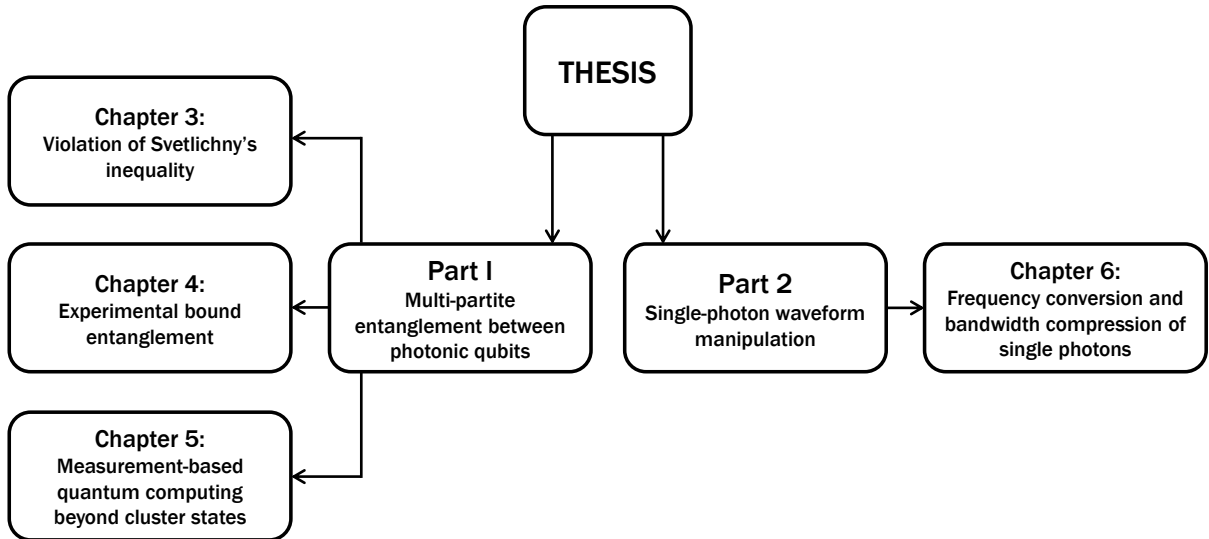 THESIS
Chapter 3:
Violation of Svetlichny's
inequality
Chapter 4:
Experimental bound
entanglement
Chapter 5:
Measurement-based
quantum computing
beyond cluster states
Part I
Multi-partite
entanglement between
photonic qubits
Part 2
Single-photon waveform
manipulation
Chapter 6:
Frequency conversion and
bandwidth compression of
single photons